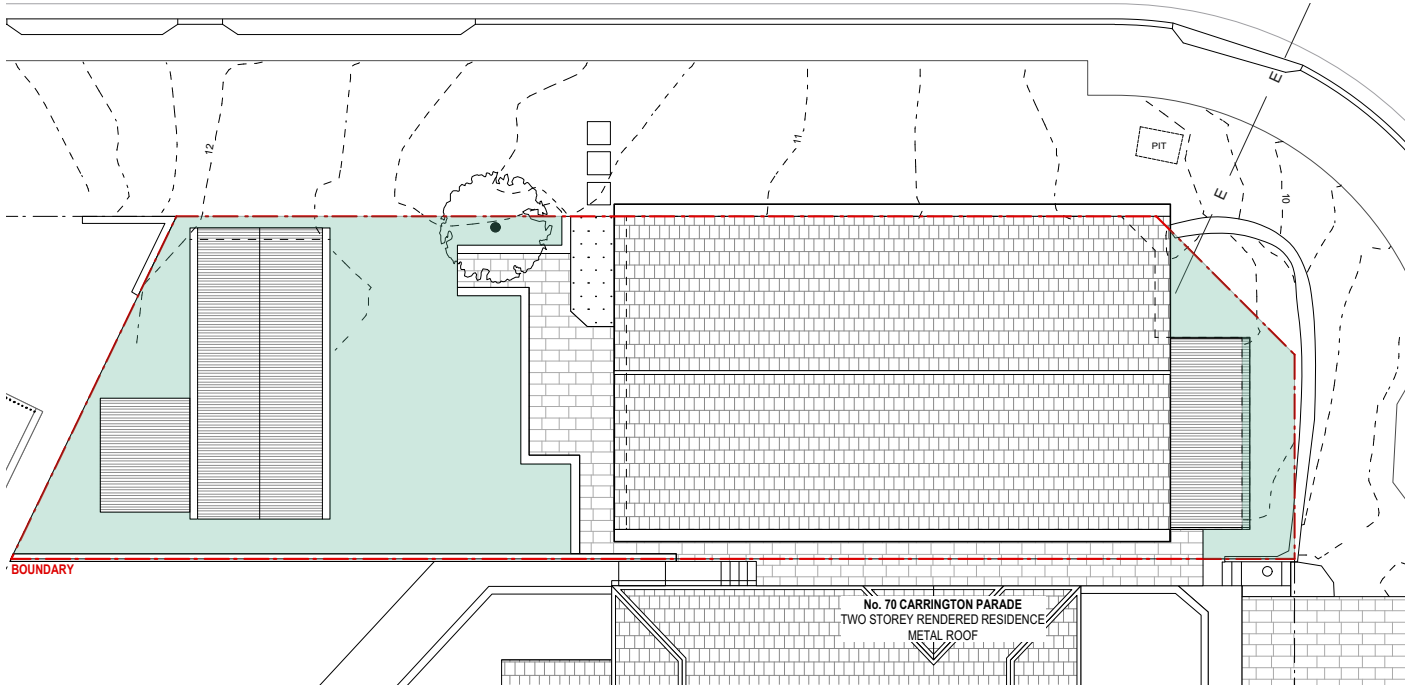 E
12
11
PIT
E
10
BOUNDARY
No. 70 CARRINGTON PARADE
TWO STOREY RENDERED RESIDENCE
METAL ROOF